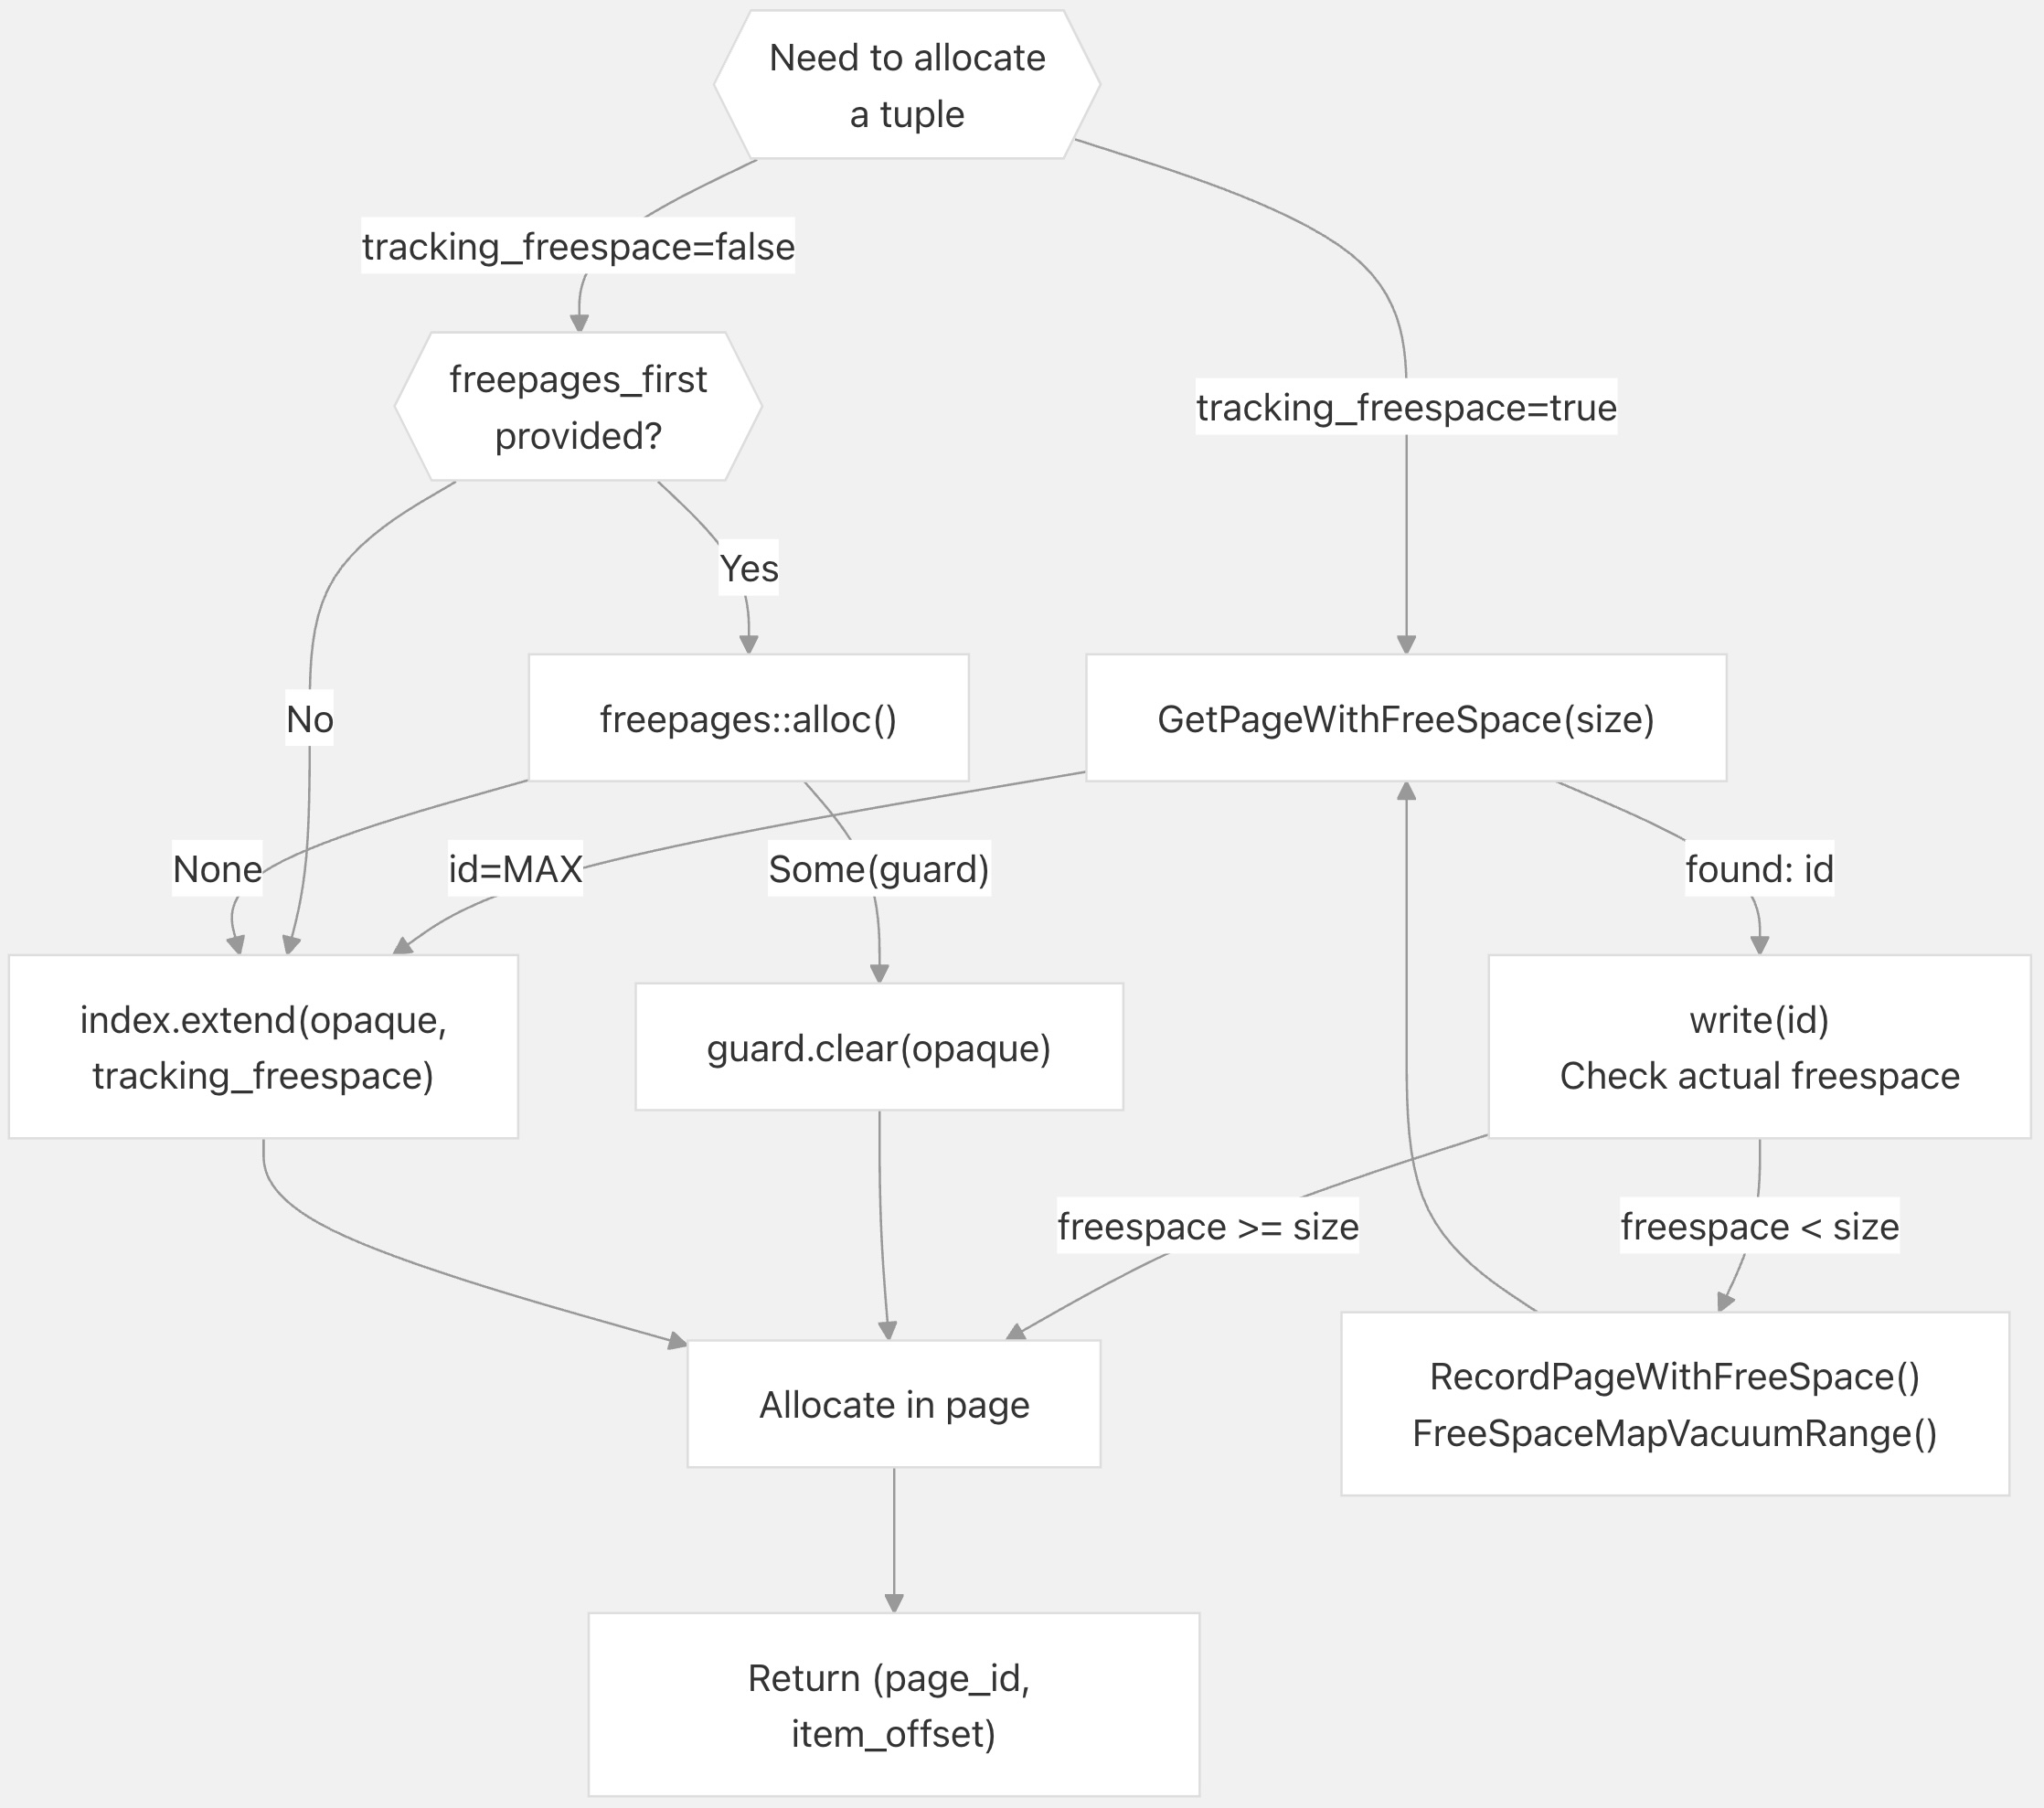 Need to allocate
a tuple
tracking_freespace=false
freepages_first
provided?
tracking_freespace=true
Yes
No
freepages::alloc()
GetPageWithFreeSpace(size)
None
id=MAX
Some(guard)
found: id
index.extend(opaque,
tracking_freespace)
guard.clear(opaque)
write(id)
Check actual freespace
freespace >= size
freespace < size
Allocate in page
RecordPageWithFreeSpace()
FreeSpaceMapVacuumRange()
Return (page_id,
item_offset)